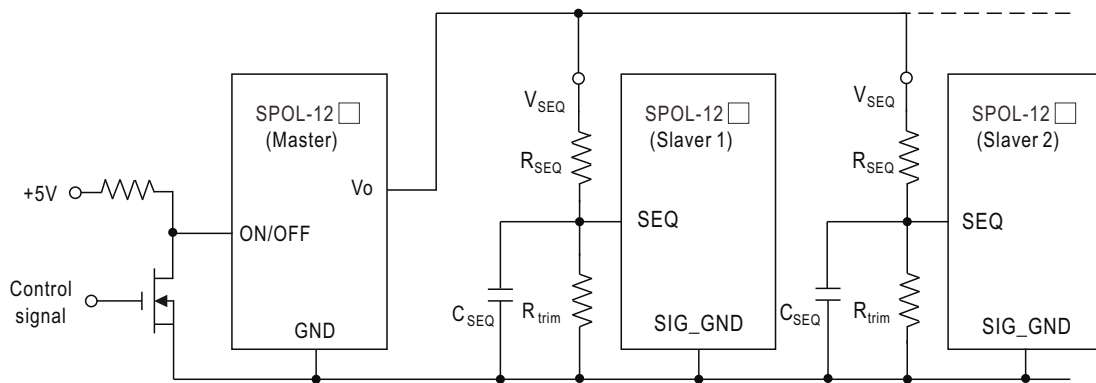 SPOL-12□
(Master)
+5V
Vo
ON/OFF
Control
signal
GND
VSEQ
RSEQ
CSEQ
Rtrim
SPOL-12□
(Slaver 1)
SEQ
SIG_GND
VSEQ
RSEQ
CSEQ
Rtrim
SPOL-12□
(Slaver 2)
SEQ
SIG_GND